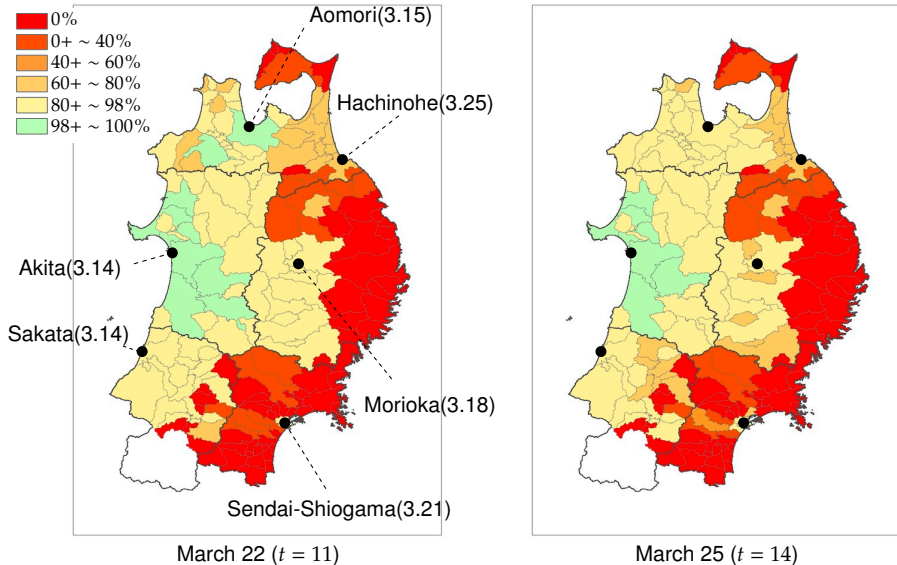 0%
0+ ~ 40%
40+ ~ 60%
60+ ~ 80%
80+ ~ 98%
98+ ~ 100%
Aomori(3.15)
Hachinohe(3.25)
Akita(3.14)
Sakata(3.14)
Morioka(3.18)
Sendai-Shiogama(3.21)
March 22 (t = 11)
March 25 (t = 14)